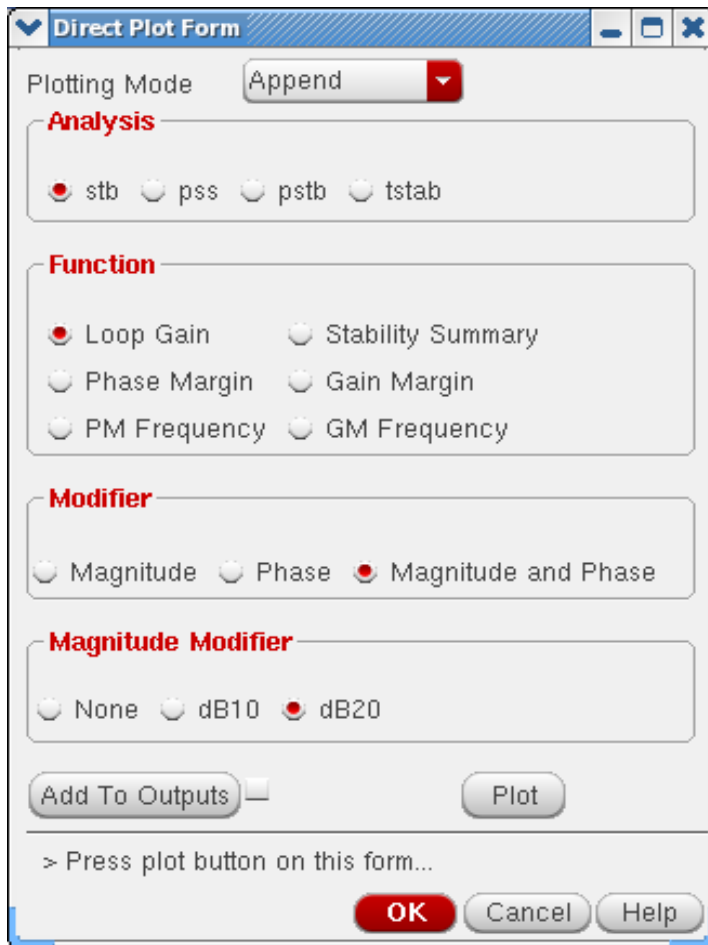 Direct Plot Form
Plotting Mode Append
Analysis
stb pss pstb tstab
Function
Loop Gain Stability Summary
Phase Margin Gain Margin
PM Frequency GM Frequency
Modifier
Magnitude Phase Magnitude and Phase
Magnitude Modifier
None dB10 dB20
Add To Outputs Plot
> Press plot button on this form...
OK Cancel Help